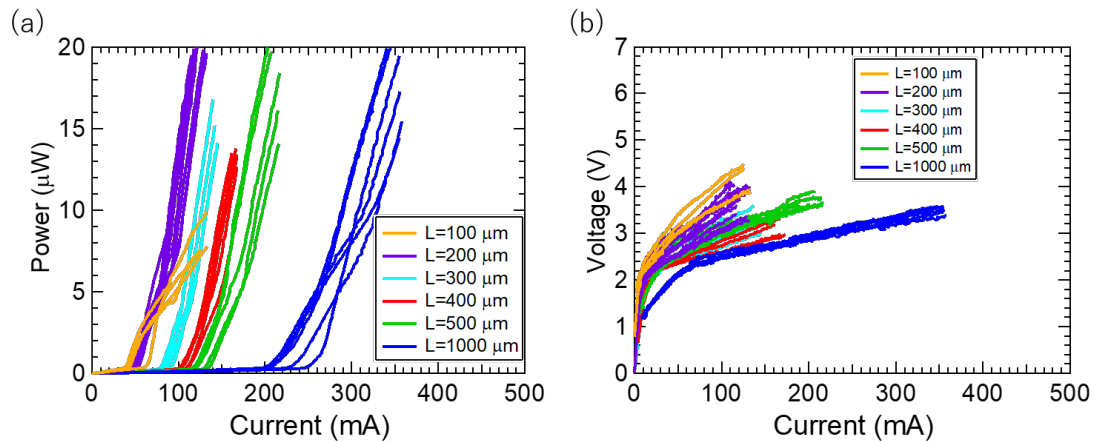 (a)
20
15
10
5
0
Power (μW)
0 100 200 300 400 500
Current (mA)
L=100 μm
L=200 μm
L=300 μm
L=400 μm
L=500 μm
L=1000 μm
(b)
7
6
5
4
3
2
1
0
Voltage (V)
0 100 200 300 400 500
Current (mA)
L=100 μm
L=200 μm
L=300 μm
L=400 μm
L=500 μm
L=1000 μm